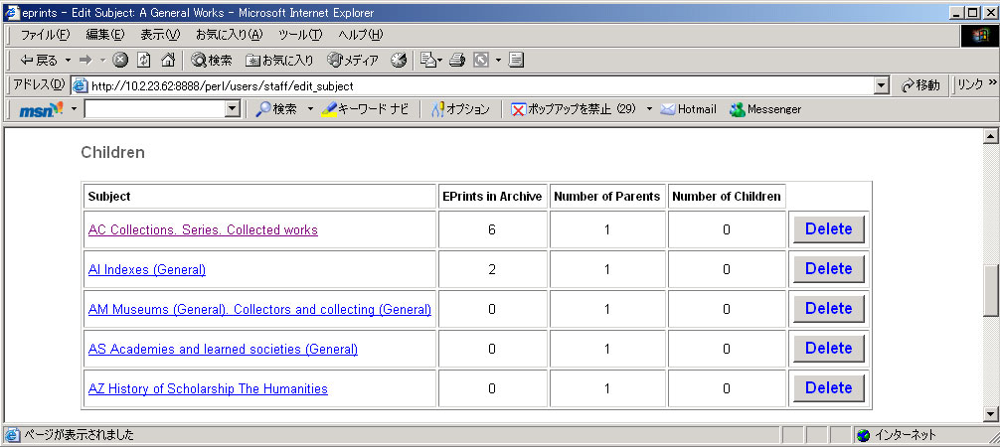 eprints - Edit Subject: A General Works - Microsoft Internet Explorer
ファイル(F) 編集(E) 表示(V) お気に入り(A) ツール(T) ヘルプ(H)
戻る 検索 お気に入り メディア
アドレス(D) http://10.2.23.62:8888/perl/users/staff/edit_subject 移動 リンク »
msn 検索 キーワード ナビ オプション ポップアップを禁止 (29) Hotmail Messenger
Children
Subject EPrints in Archive Number of Parents Number of Children
AC Collections. Series. Collected works 6 1 0 Delete
AI Indexes (General) 2 1 0 Delete
AM Museums (General). Collectors and collecting (General) 0 1 0 Delete
AS Academies and learned societies (General) 0 1 0 Delete
AZ History of Scholarship The Humanities 0 1 0 Delete
ページが表示されました インターネット